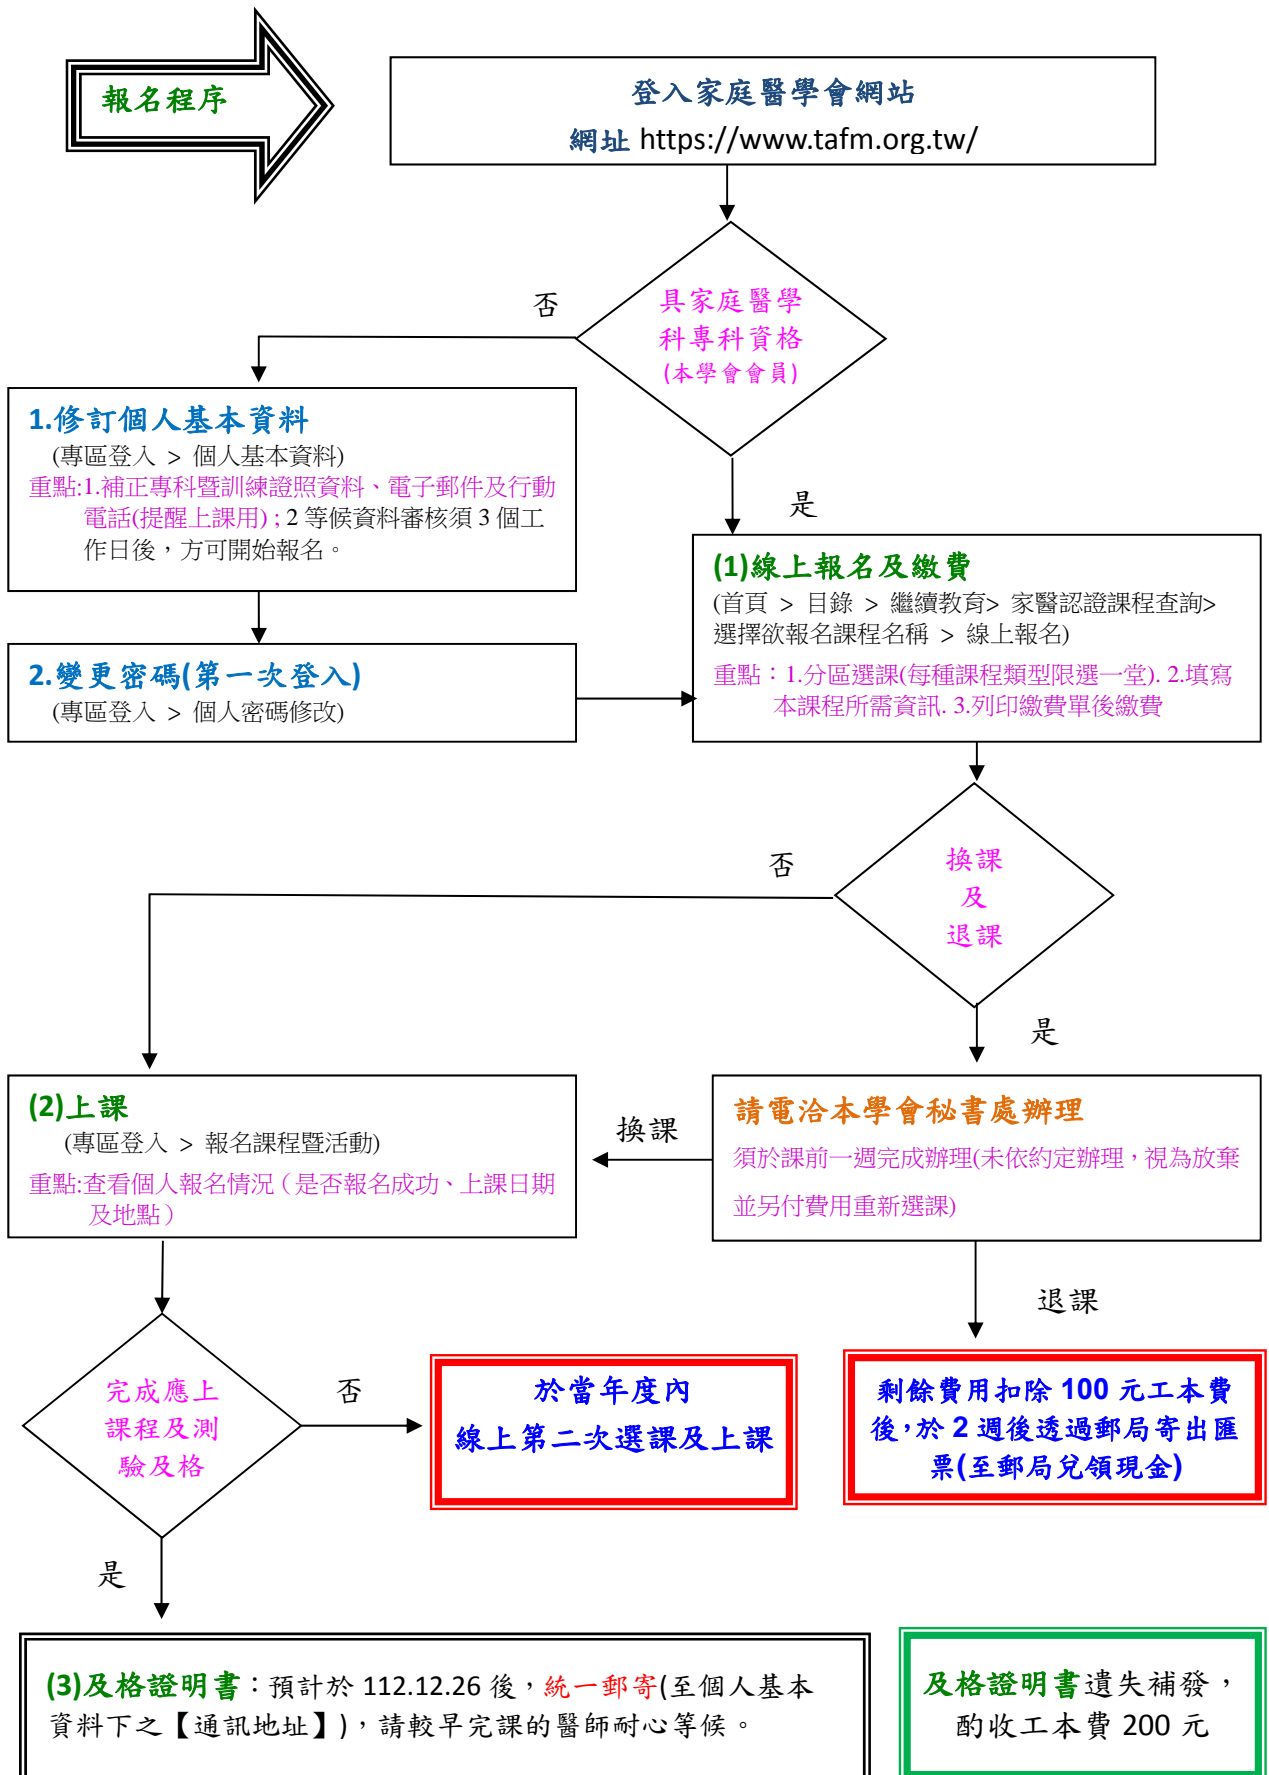 報名程序
登入家庭醫學會網站
網址 https://www.tafm.org.tw/
否
具家庭醫學
科專科資格
(本學會會員)
1.修訂個人基本資料
(專區登入 > 個人基本資料)
重點:1.補正專科暨訓練證照資料、電子郵件及行動
電話(提醒上課用) ; 2 等候資料審核須 3 個工
作日後，方可開始報名。
是
(1)線上報名及繳費
(首頁 > 目錄 > 繼續教育> 家醫認證課程查詢>
選擇欲報名課程名稱 > 線上報名)
重點：1.分區選課(每種課程類型限選一堂). 2.填寫
本課程所需資訊. 3.列印繳費單後繳費
2.變更密碼(第一次登入)
(專區登入 > 個人密碼修改)
否
換課
及
退課
是
(2)上課
(專區登入 > 報名課程暨活動)
重點:查看個人報名情況（是否報名成功、上課日期
及地點）
換課
請電洽本學會秘書處辦理
須於課前一週完成辦理(未依約定辦理，視為放棄
並另付費用重新選課)
退課
完成應上
課程及測
驗及格
否
於當年度內
線上第二次選課及上課
剩餘費用扣除 100 元工本費
後，於 2 週後透過郵局寄出匯
票(至郵局兌領現金)
是
(3)及格證明書：預計於 112.12.26 後，統一郵寄(至個人基本
資料下之【通訊地址】)，請較早完課的醫師耐心等候。
及格證明書遺失補發，
酌收工本費 200 元